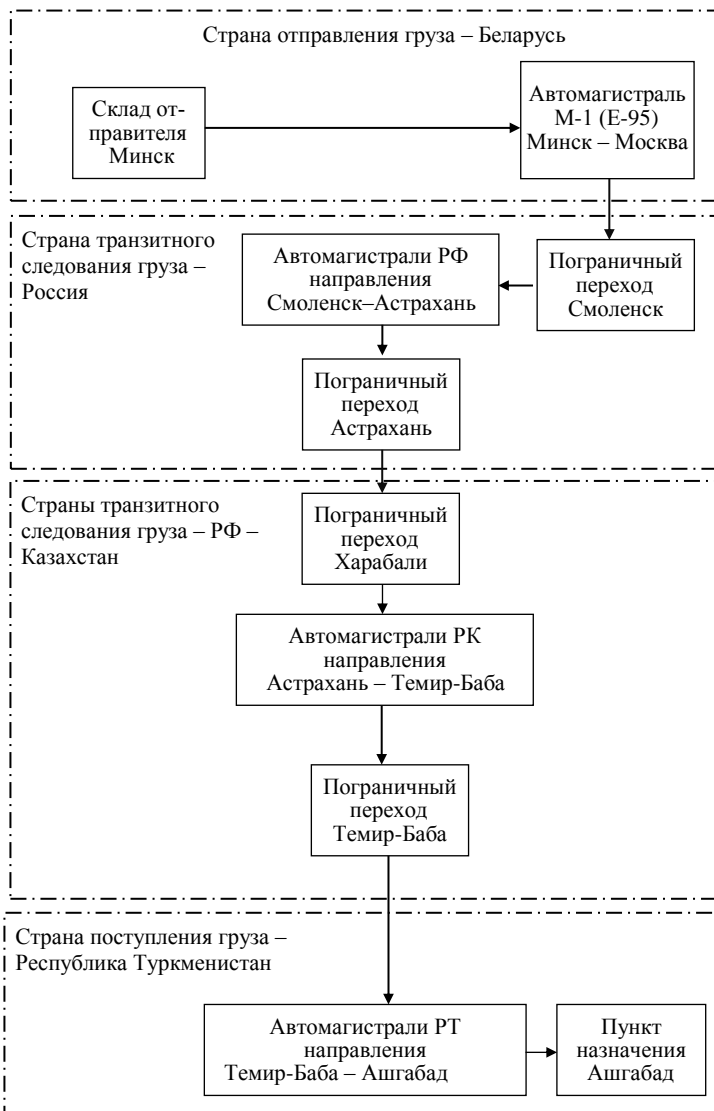 Страна отправления груза – Беларусь
Склад от-
правителя
Минск
Автомагистраль
М-1 (Е-95)
Минск – Москва
Страна транзитного
следования груза –
Россия
Автомагистрали РФ
направления
Смоленск–Астрахань
Пограничный
переход
Смоленск
Пограничный
переход
Астрахань
Страны транзитного
следования груза – РФ –
Казахстан
Пограничный
переход
Харабали
Автомагистрали РК
направления
Астрахань – Темир-Баба
Пограничный
переход
Темир-Баба
Страна поступления груза –
Республика Туркменистан
Автомагистрали РТ
направления
Темир-Баба – Ашгабад
Пункт
назначения
Ашгабад